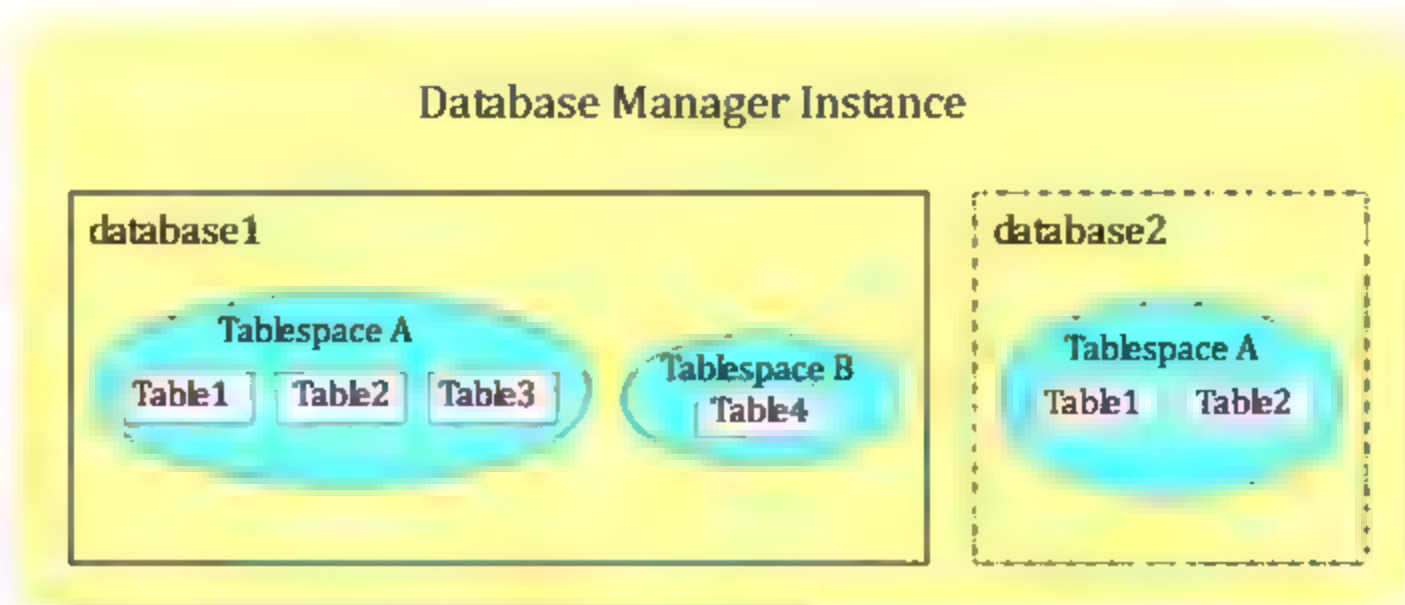 Database Manager Instance
database1
Tablespace A
Table1 Table2 Table3
Tablespace B
Table4
database2
Tablespace A
Table1 Table2